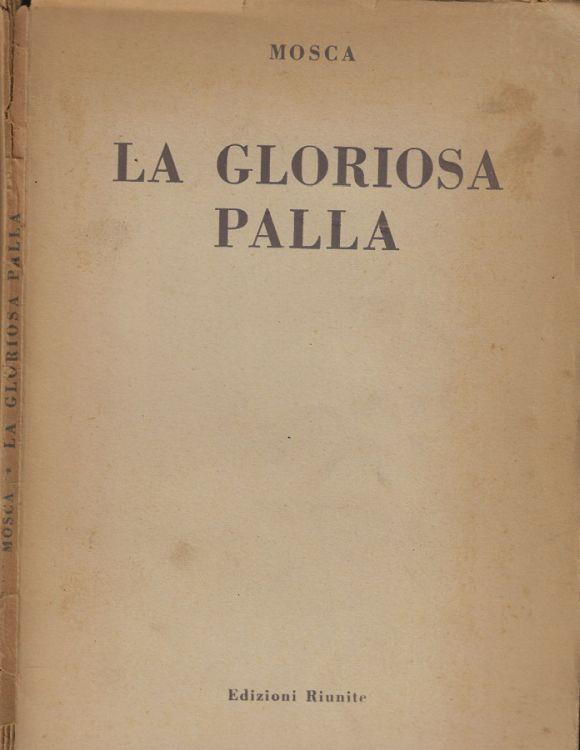 MOSCA
LA GLORIOSA
PALLA
Edizioni Riunite
MOSCA • LA GLORIOSA PALLA